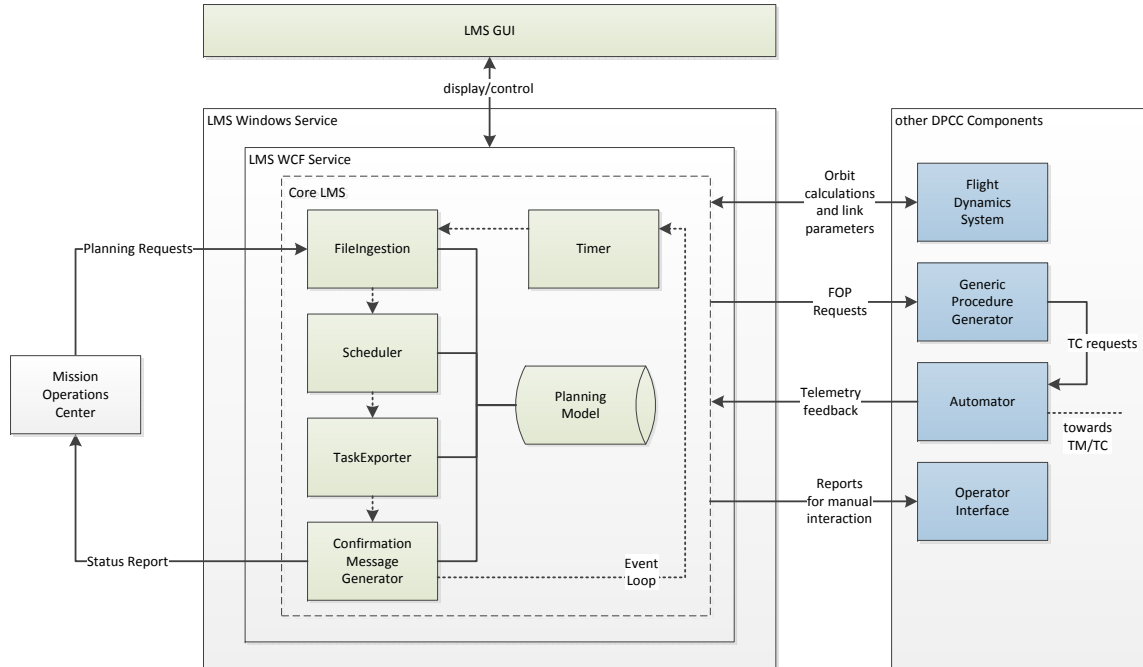 LMS GUI
display/control
LMS Windows Service
other DPCC Components
LMS WCF Service
Core LMS
Orbit
calculations
and link
parameters
Flight
Dynamics
System
FileIngestion
Timer
Planning Requests
FOP
Requests
Generic
Procedure
Generator
TC requests
Scheduler
Mission
Operations
Center
Planning
Model
Telemetry
feedback
Automator
towards
TM/TC
TaskExporter
Reports
for manual
interaction
Operator
Interface
Status Report
Confirmation
Message
Generator
Event
Loop